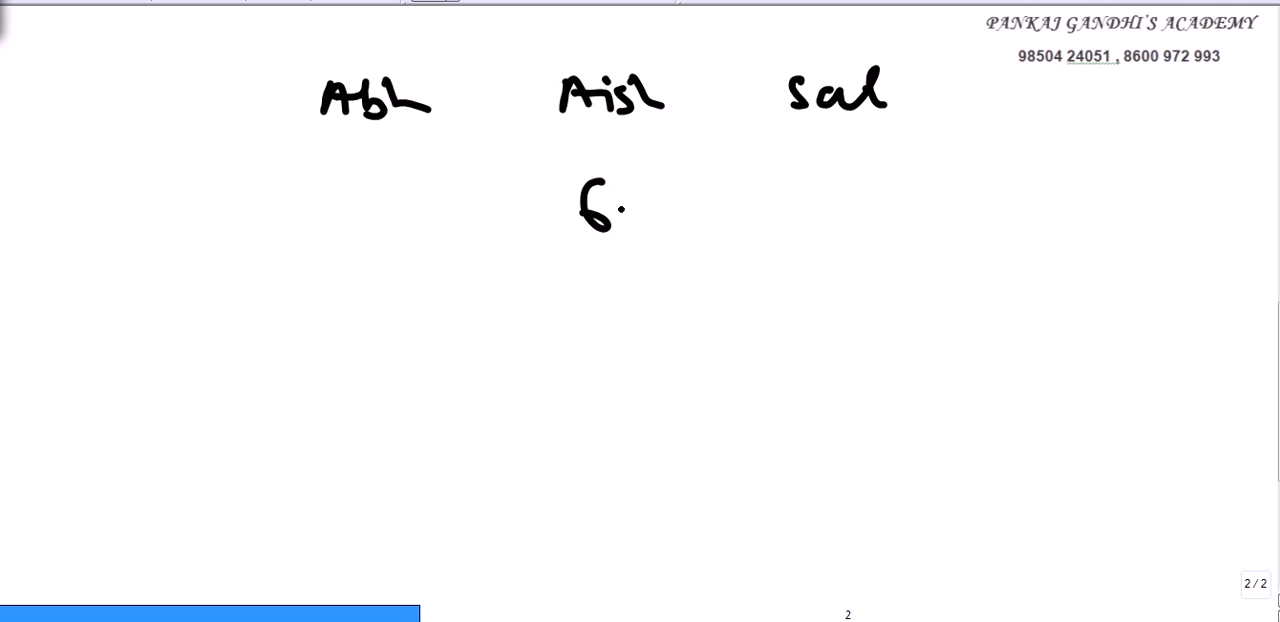 PANKAJ GANDHI'S ACADEMY
98504 24051 , 8600 972 993
Abh Aish Sal
6.
2 / 2
2